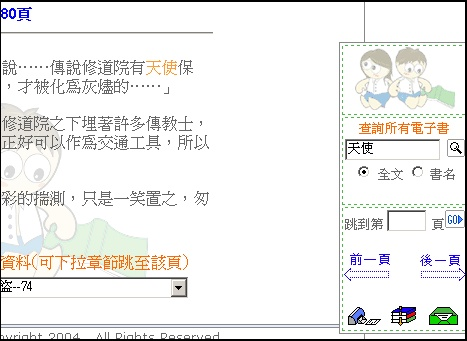 80頁
說……傳說修道院有天使保
，才被化為灰燼的……」
修道院之下埋著許多傳教士，
正好可以作為交通工具，所以
彩的揣測，只是一笑置之，勿
資料(可下拉章節跳至該頁)
盜--74
pyright 2004 . All Rights Reserved
查詢所有電子書
天使
全文 書名
跳到第 頁 GO
前一頁 後一頁